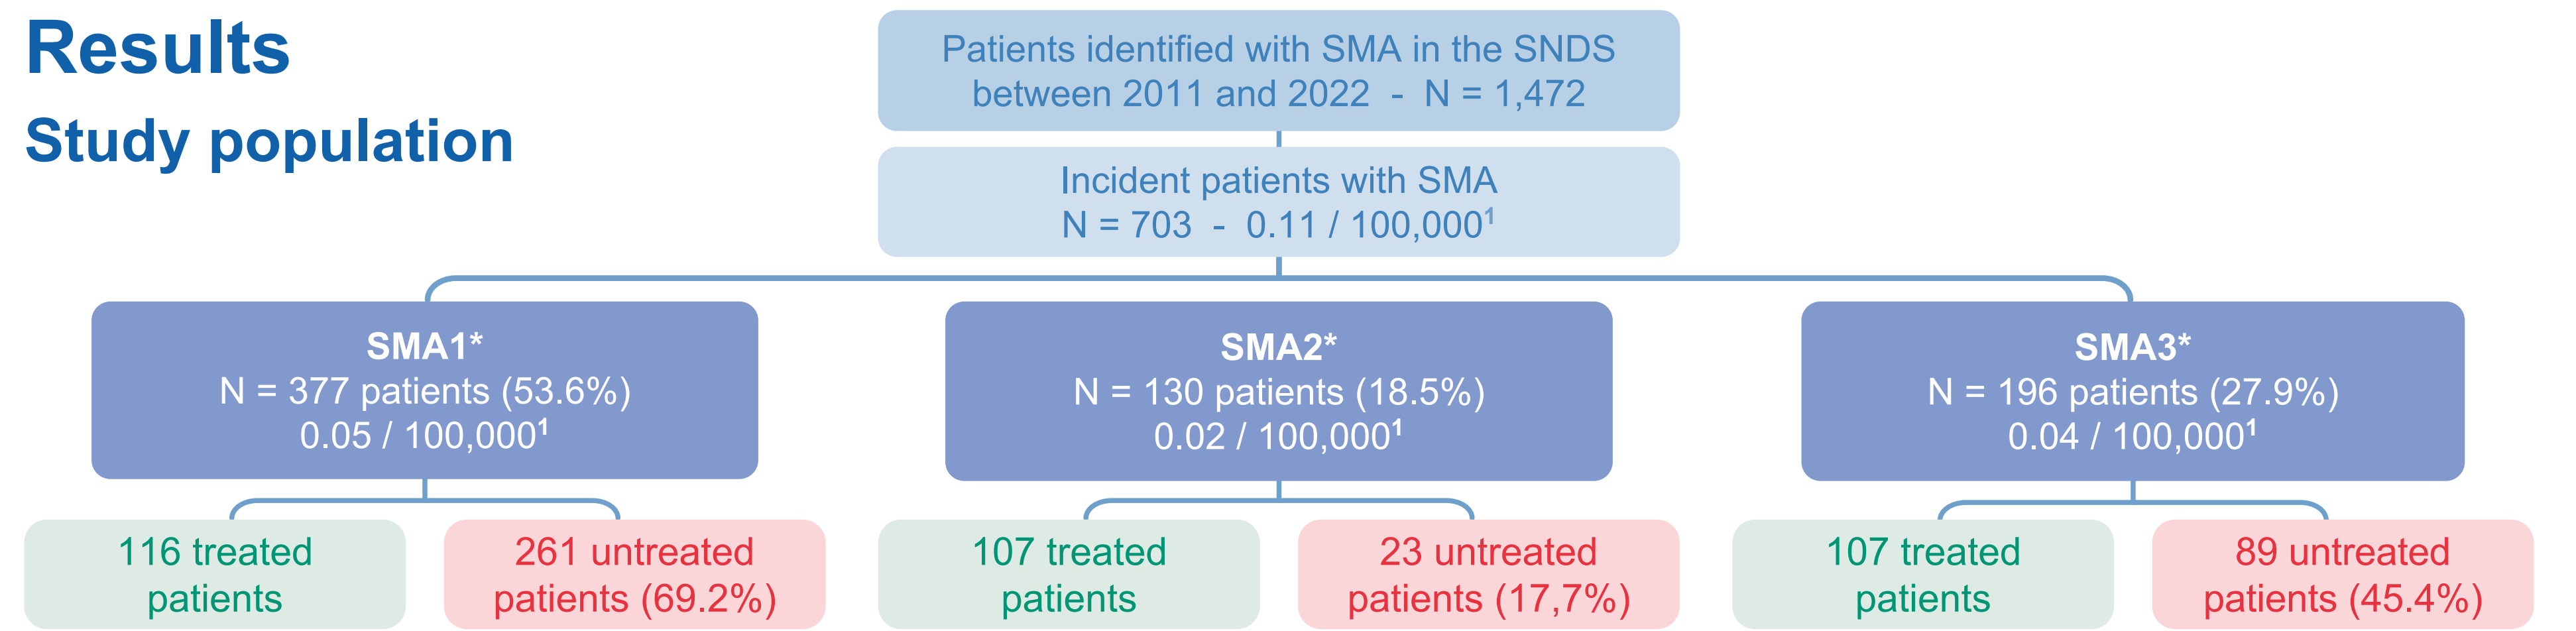 Results
Study population
Patients identified with SMA in the SNDS
between 2011 and 2022 - N = 1,472
Incident patients with SMA
N = 703 - 0.11 / 100,000¹
SMA1*
N = 377 patients (53.6%)
0.05 / 100,000¹
SMA2*
N = 130 patients (18.5%)
0.02 / 100,000¹
SMA3*
N = 196 patients (27.9%)
0.04 / 100,000¹
116 treated
patients
261 untreated
patients (69.2%)
107 treated
patients
23 untreated
patients (17,7%)
107 treated
patients
89 untreated
patients (45.4%)